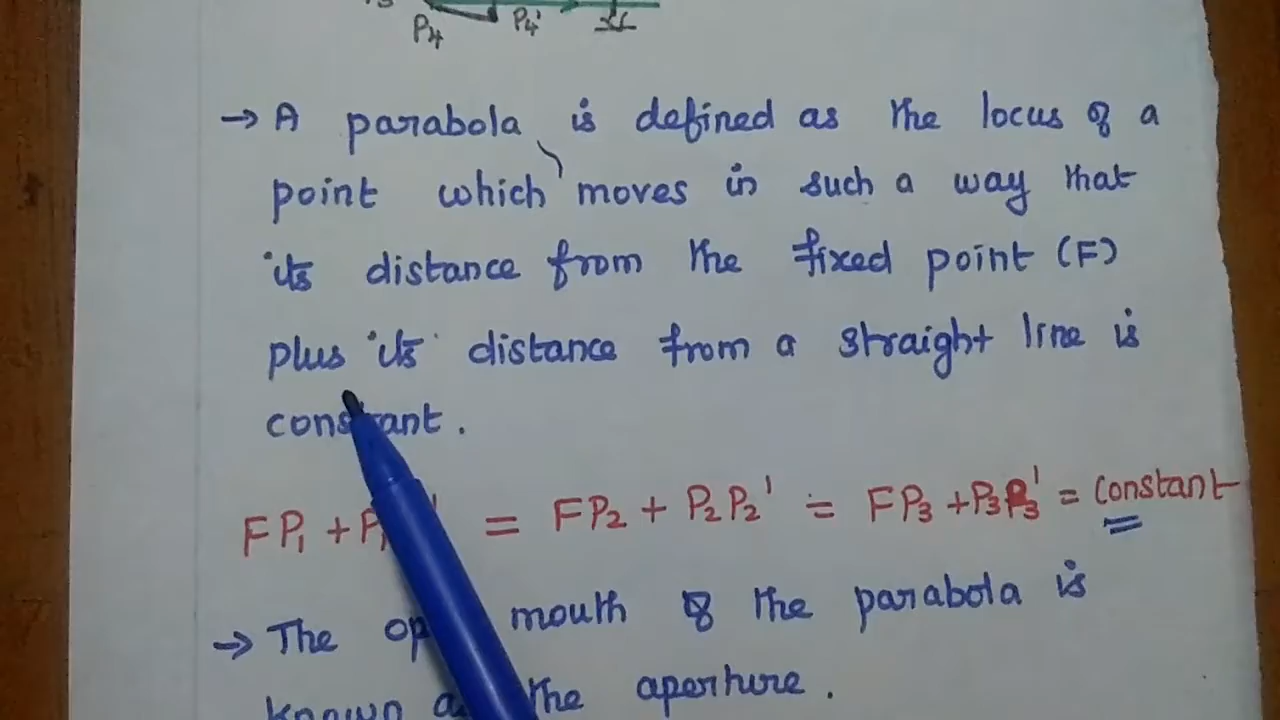 P4 P4'
→ A parabola is defined as the locus of a
point which moves in such a way that
its distance from the fixed point (F)
plus its distance from a straight line is
constant.
FP1 + P1 ' = FP2 + P2P2' = FP3 + P3P3' = constant
→ The mouth of the parabola is
known the aperture.